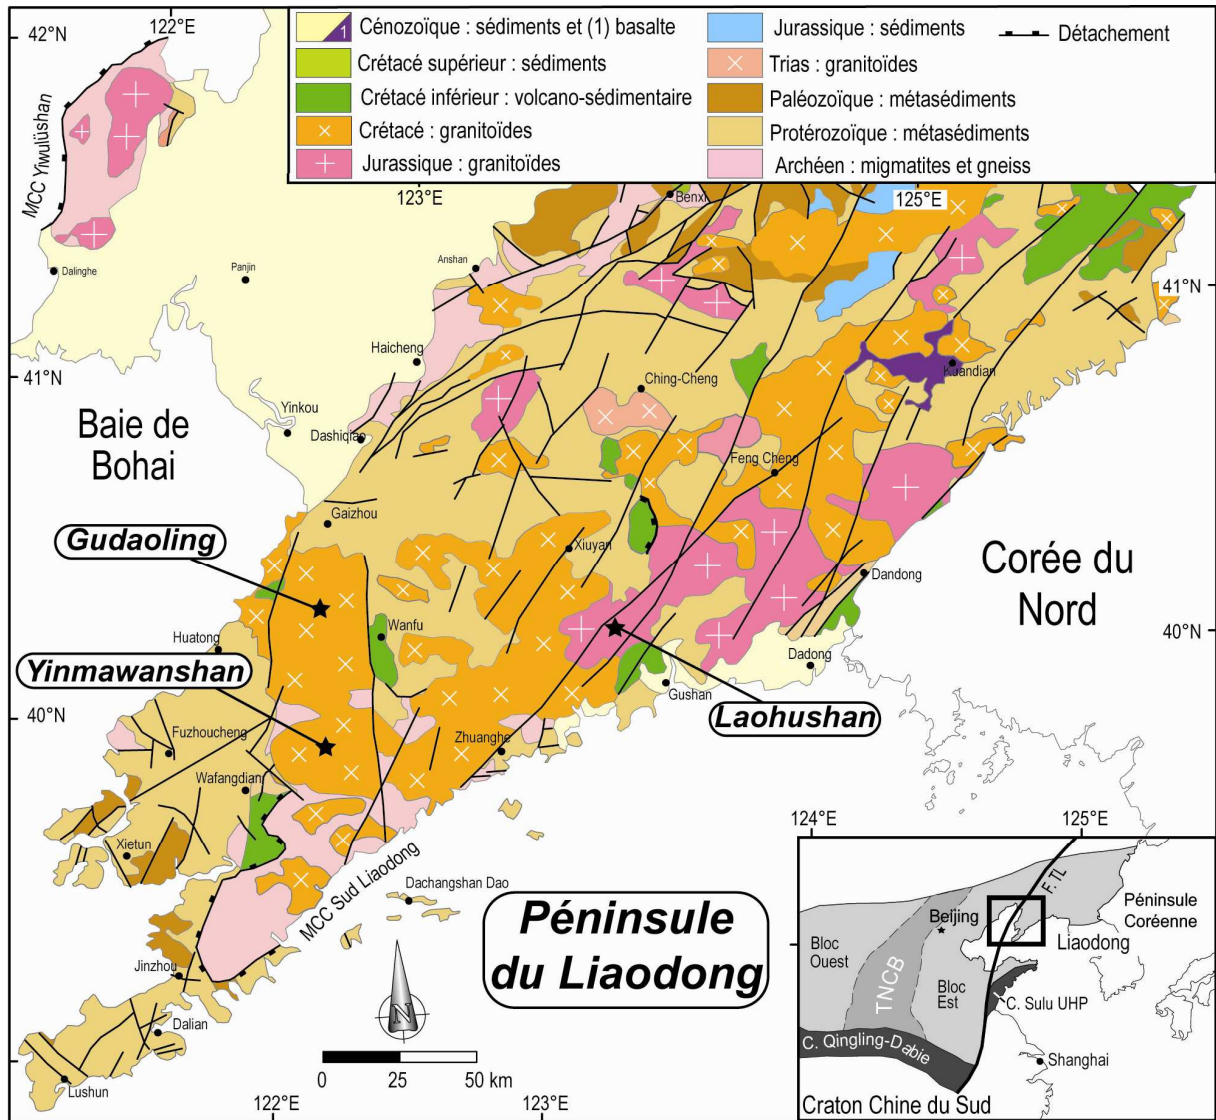 42°N
122°E
1
Cénozoïque : sédiments et (1) basalte
Crétacé supérieur : sédiments
Crétacé inférieur : volcano-sédimentaire
Crétacé : granitoïdes
Jurassique : granitoïdes
Jurassique : sédiments
Trias : granitoïdes
Paléozoïque : métasédiments
Protérozoïque : métasédiments
Archéen : migmatites et gneiss
Détachement
MCC Yiwulüshan
123°E
Benxi
125°E
Dalinghe
Panjin
Anshan
41°N
Haicheng
41°N
Kuandian
Ching-Cheng
Yinkou
Baie de
Bohai
Dashiqiao
Feng Cheng
Gaizhou
Gudaoling
Xiuyan
Corée du
Nord
Dandong
Wanfu
Huatong
40°N
Yinmawanshan
Dadong
Gushan
Laohushan
40°N
Fuzhoucheng
Zhuanghe
Wafangdian
124°E
125°E
Xietun
MCC Sud Liaodong
Dachangshan Dao
Péninsule
du Liaodong
Jinzhou
N
Dalian
0
25
50 km
Lushun
122°E
123°E
F. TL
Beijing
Péninsule
Coréenne
Liaodong
Bloc
Ouest
TNCB
Bloc
Est
C. Sulu UHP
C. Qingling-Dabie
Shanghai
Craton Chine du Sud